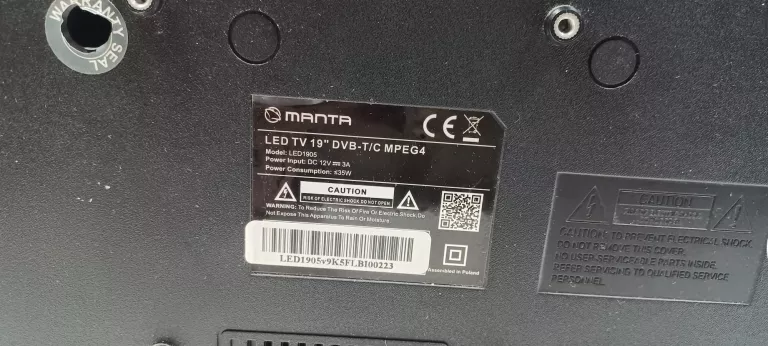 WARRANTY SEAL
MANTA
CE
LED TV 19" DVB-T/C MPEG4
Model: LED1905
Power Input: DC 12V⎓3A
Power Consumption: ≤35W
CAUTION
RISK OF ELECTRIC SHOCK DO NOT OPEN
WARNING: To Reduce The Risk Of Fire Or Electric Shock.Do
Not Expose This Apparatus To Rain Or Moisture
LED1905v9K5FLBI00223
Assembled in Poland
CAUTION
CAUTION: TO PREVENT ELECTRICAL SHOCK
DO NOT REMOVE THIS COVER.
NO USER-SERVICEABLE PARTS INSIDE.
REFER SERVICING TO QUALIFIED SERVICE
PERSONNEL.